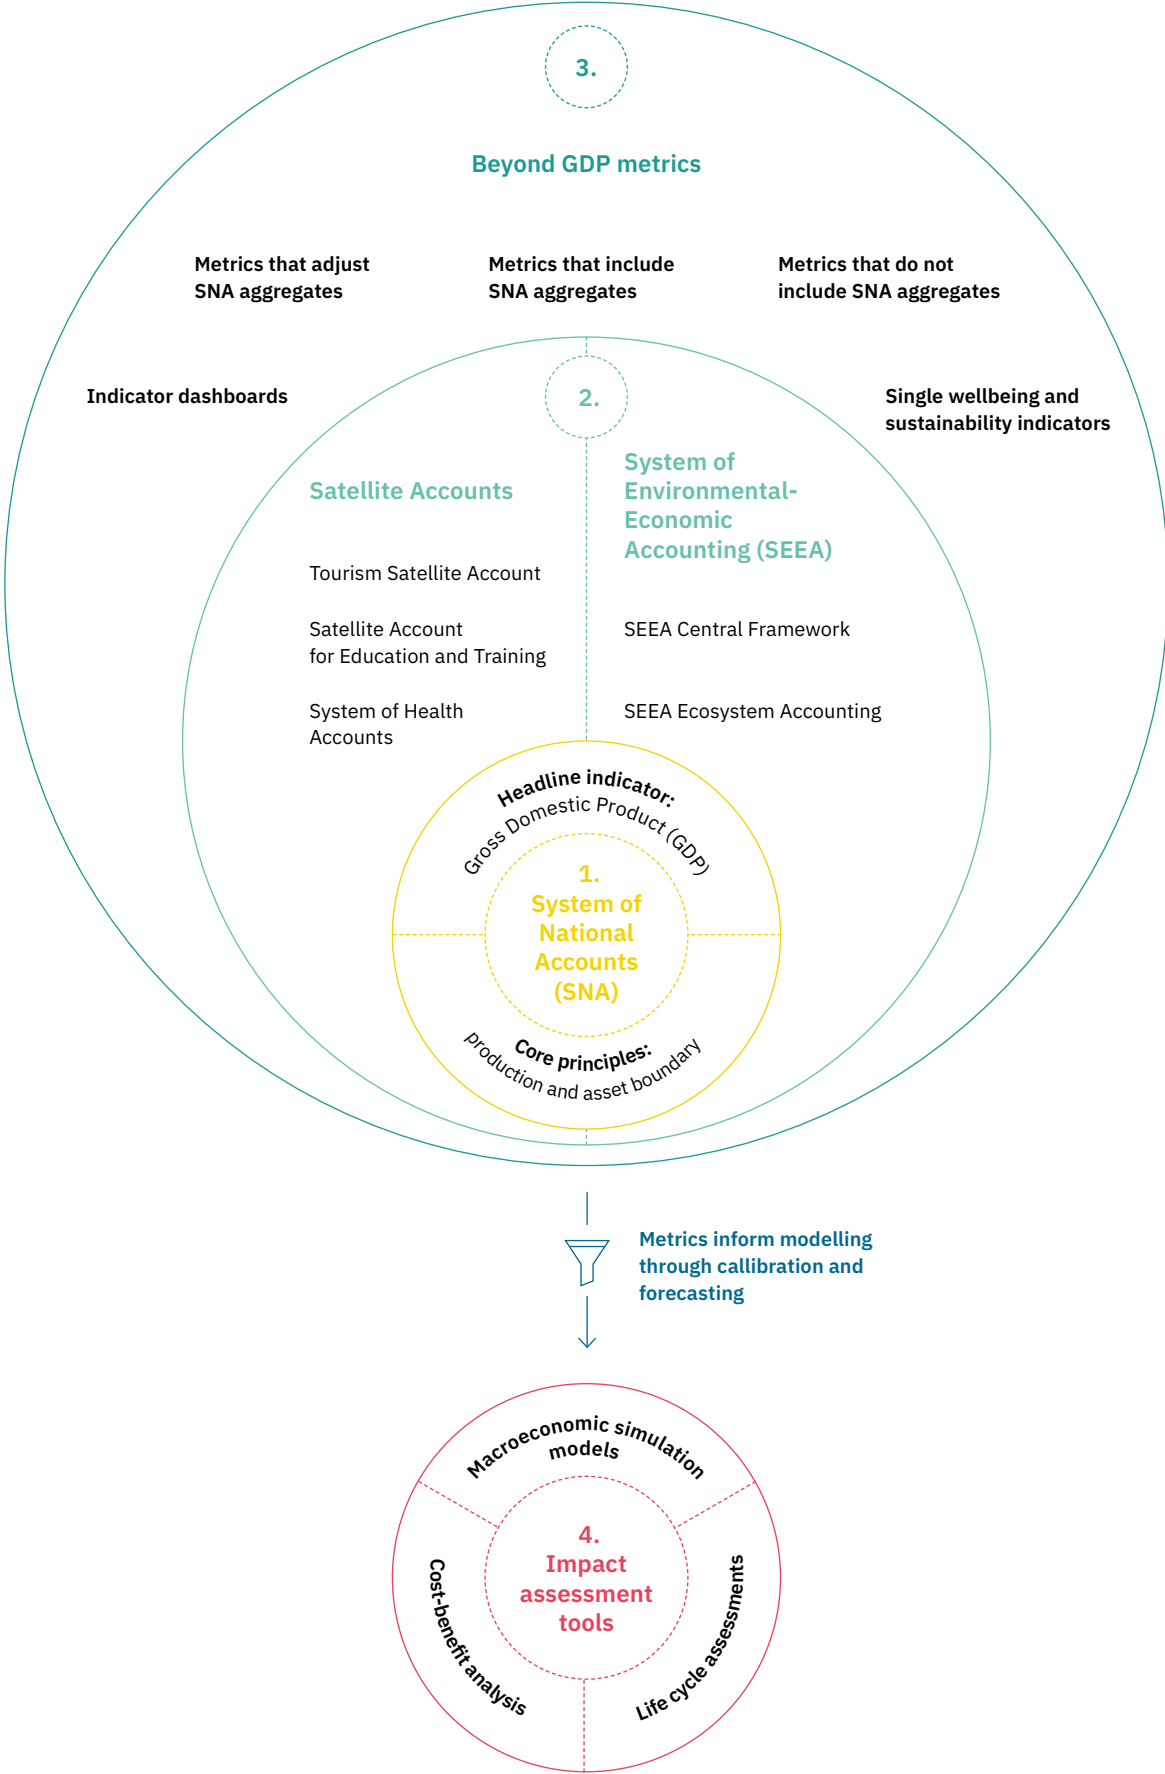 3.
Beyond GDP metrics
Metrics that adjust
SNA aggregates
Metrics that include
SNA aggregates
Metrics that do not
include SNA aggregates
Indicator dashboards
Single wellbeing and
sustainability indicators
2.
Satellite Accounts
Tourism Satellite Account
Satellite Account
for Education and Training
System of Health
Accounts
System of
Environmental-
Economic
Accounting (SEEA)
SEEA Central Framework
SEEA Ecosystem Accounting
Headline indicator:
Gross Domestic Product (GDP)
1.
System of
National
Accounts
(SNA)
Core principles:
production and asset boundary
Metrics inform modelling
through callibration and
forecasting
Macroeconomic simulation
models
4.
Impact
assessment
tools
Cost-benefit analysis
Life cycle assessments